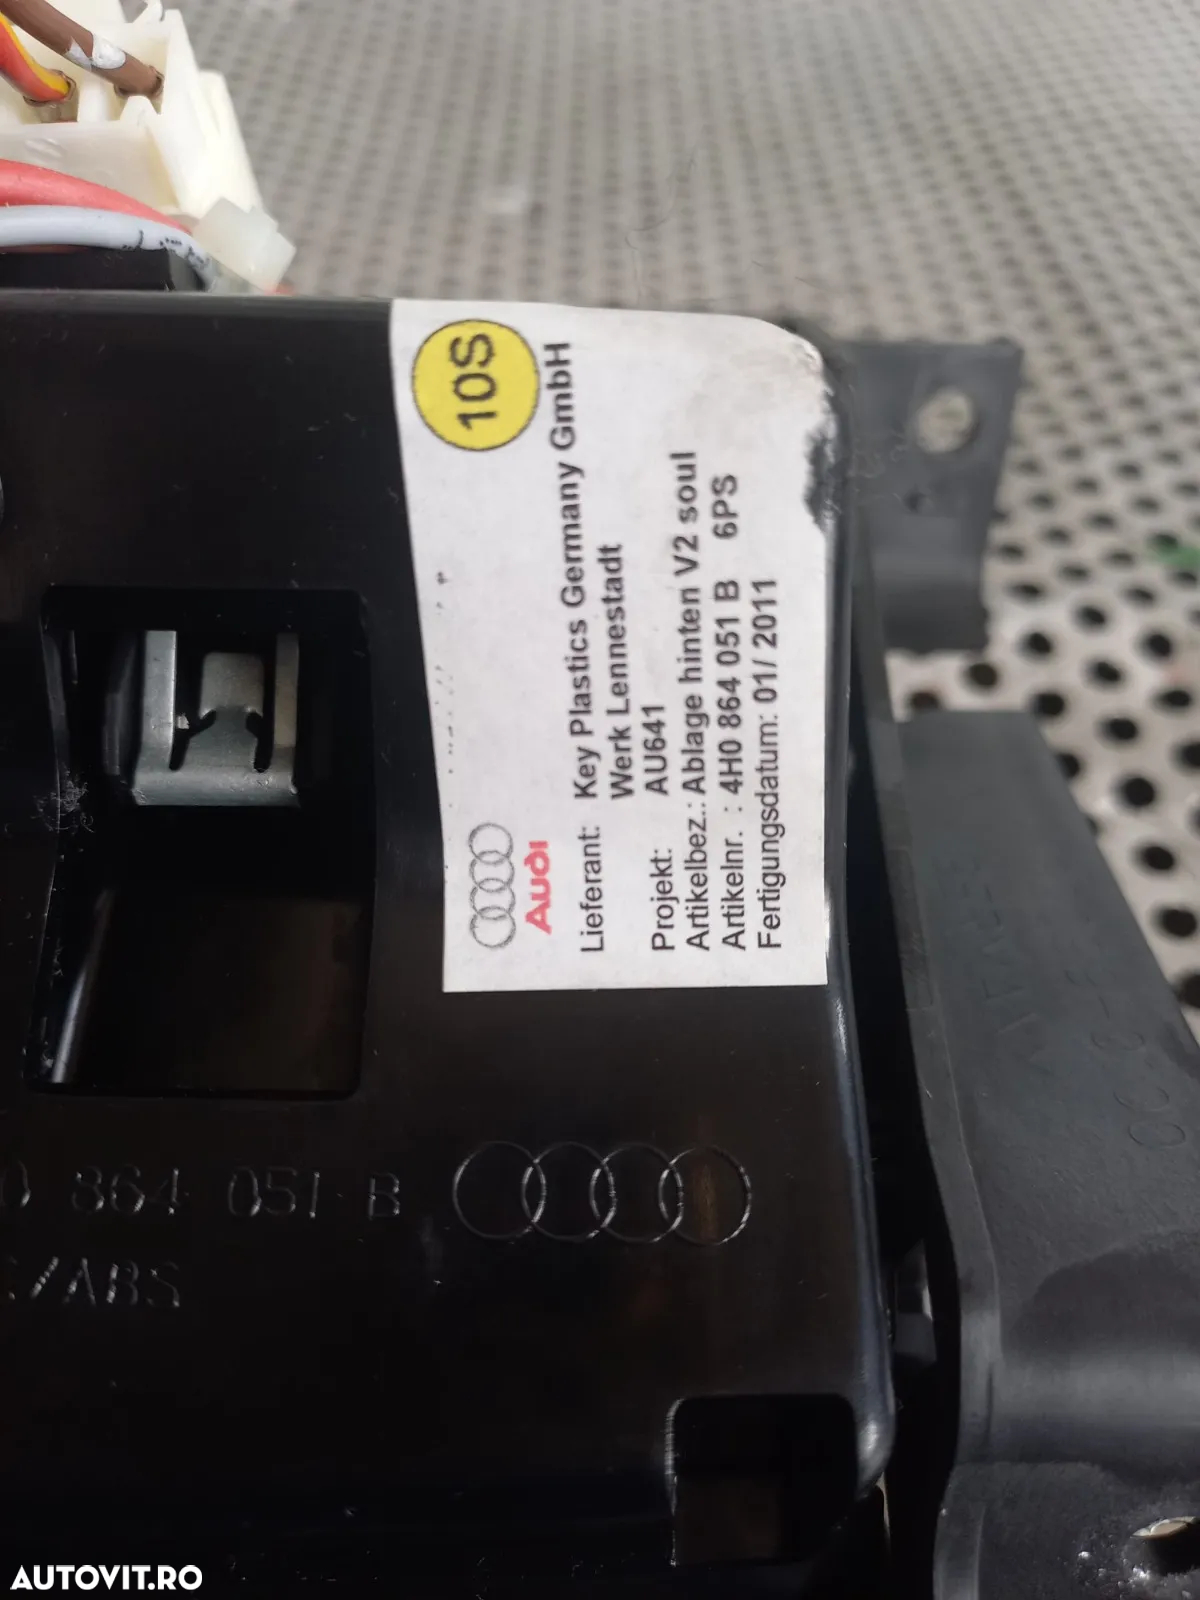 10S
Audi
Lieferant: Key Plastics Germany GmbH
Werk Lennestadt
Projekt: AU641
Artikelbez.: Ablage hinten V2 soul
Artikelnr. : 4H0 864 051 B 6PS
Fertigungsdatum: 01/ 2011
0 864 051 B
/ABS
AUTOVIT.RO